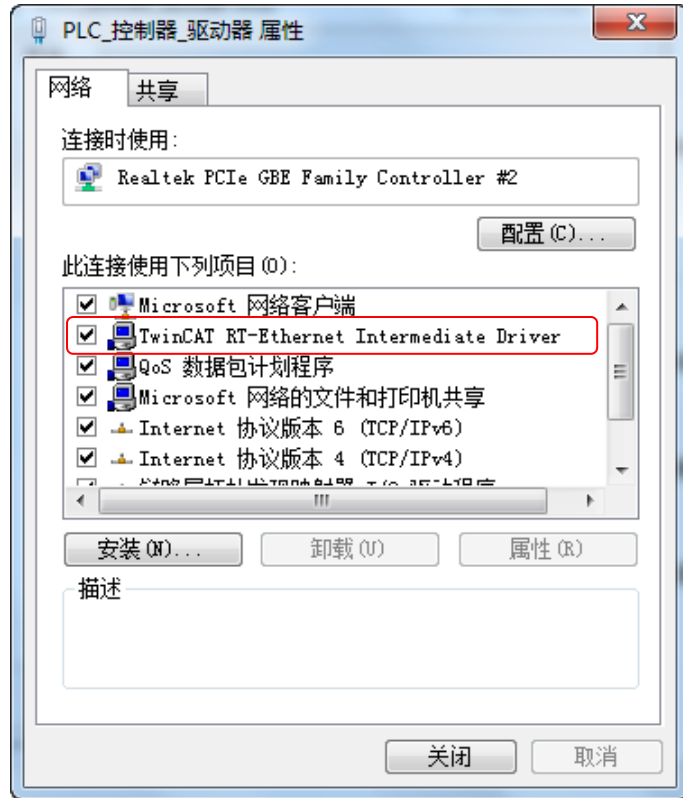 PLC_控制器_驱动器 属性
网络
共享
连接时使用:
Realtek PCIe GBE Family Controller #2
配置(C)...
此连接使用下列项目(O):
Microsoft 网络客户端
TwinCAT RT-Ethernet Intermediate Driver
QoS 数据包计划程序
Microsoft 网络的文件和打印机共享
Internet 协议版本 6 (TCP/IPv6)
Internet 协议版本 4 (TCP/IPv4)
安装(N)...
卸载(U)
属性(R)
描述
关闭
取消